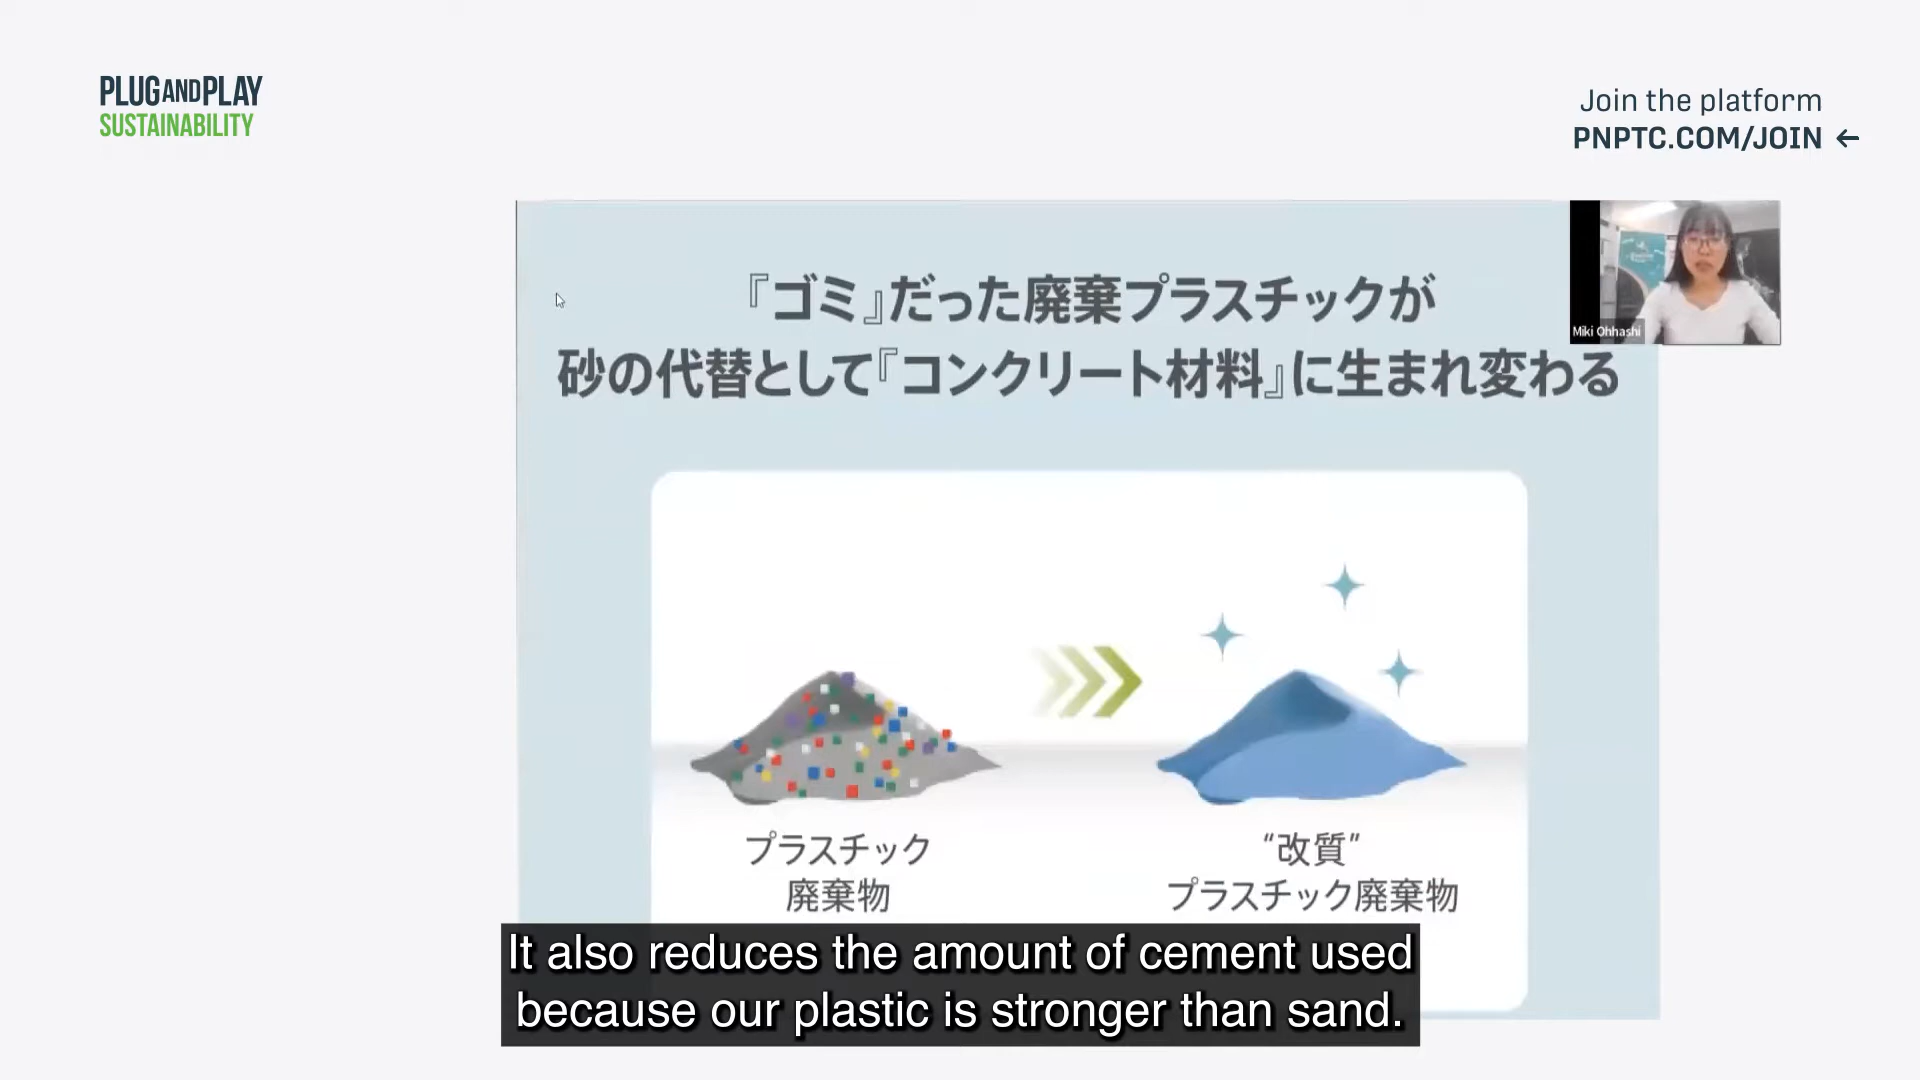 PLUGANDPLAY
SUSTAINABILITY
Join the platform
PNPTC.COM/JOIN ←
『ゴミ』だった廃棄プラスチックが
砂の代替として『コンクリート材料』に生まれ変わる
Miki Ohhashi
プラスチック
廃棄物
“改質”
プラスチック廃棄物
It also reduces the amount of cement used
because our plastic is stronger than sand.